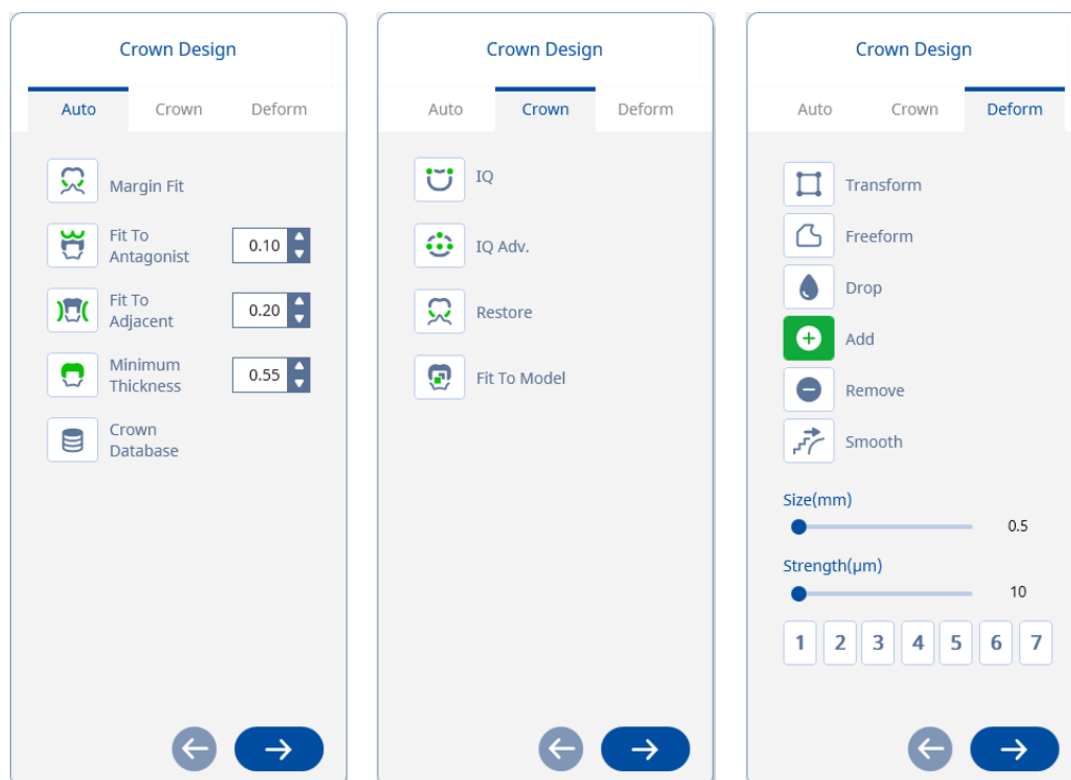 Crown Design
Auto Crown Deform
Margin Fit
Fit To
Antagonist
0.10
Fit To
Adjacent
0.20
Minimum
Thickness
0.55
Crown
Database
Crown Design
Auto Crown Deform
IQ
IQ Adv.
Restore
Fit To Model
Crown Design
Auto Crown Deform
Transform
Freeform
Drop
Add
Remove
Smooth
Size(mm)
0.5
Strength(µm)
10
1 2 3 4 5 6 7